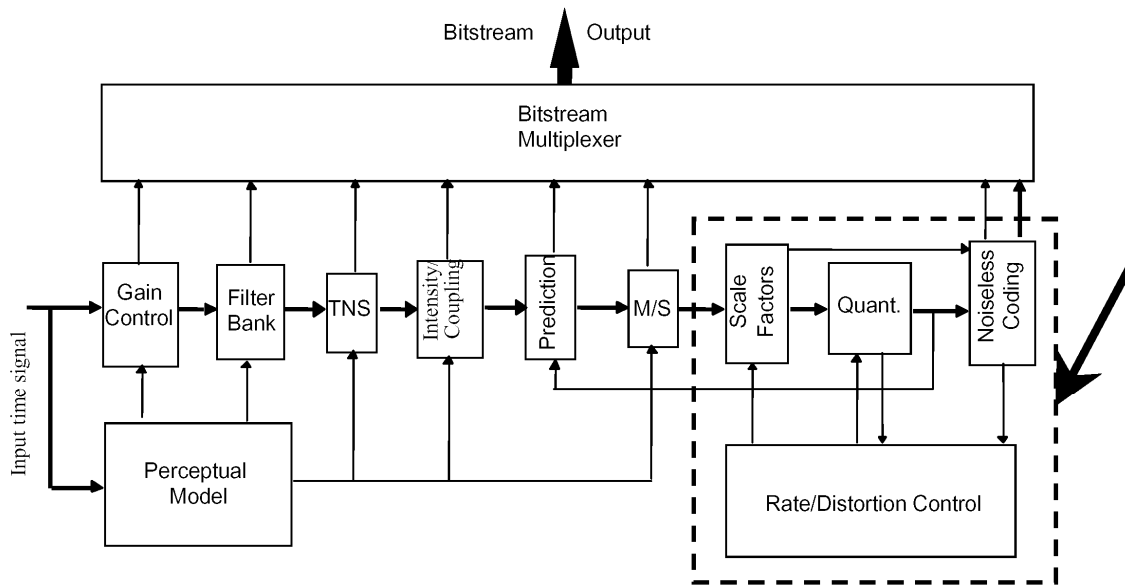 Bitstream Output
Bitstream
Multiplexer
Gain
Control
Filter
Bank
TNS
Intensity/
Coupling
Prediction
M/S
Scale
Factors
Quant.
Noiseless
Coding
Input time signal
Perceptual
Model
Rate/Distortion Control